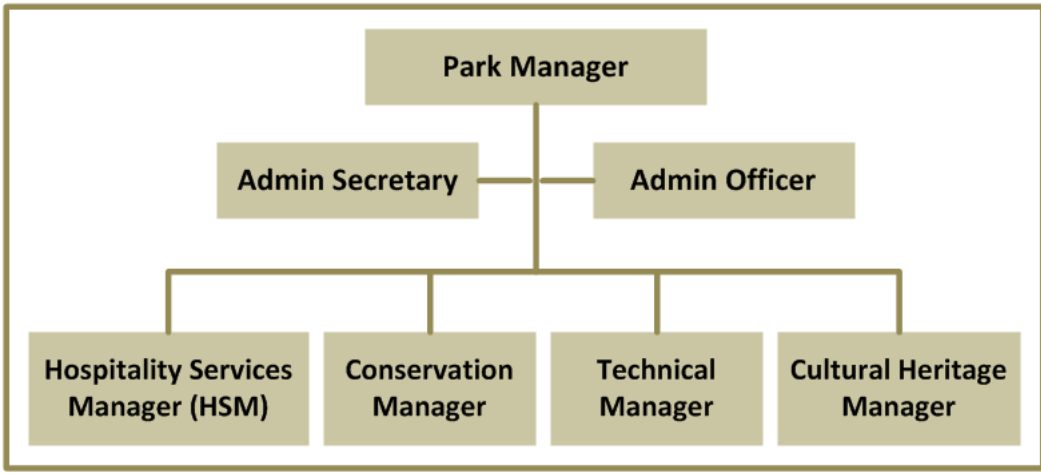 Park Manager
Admin Secretary
Admin Officer
Hospitality Services
Manager (HSM)
Conservation
Manager
Technical
Manager
Cultural Heritage
Manager